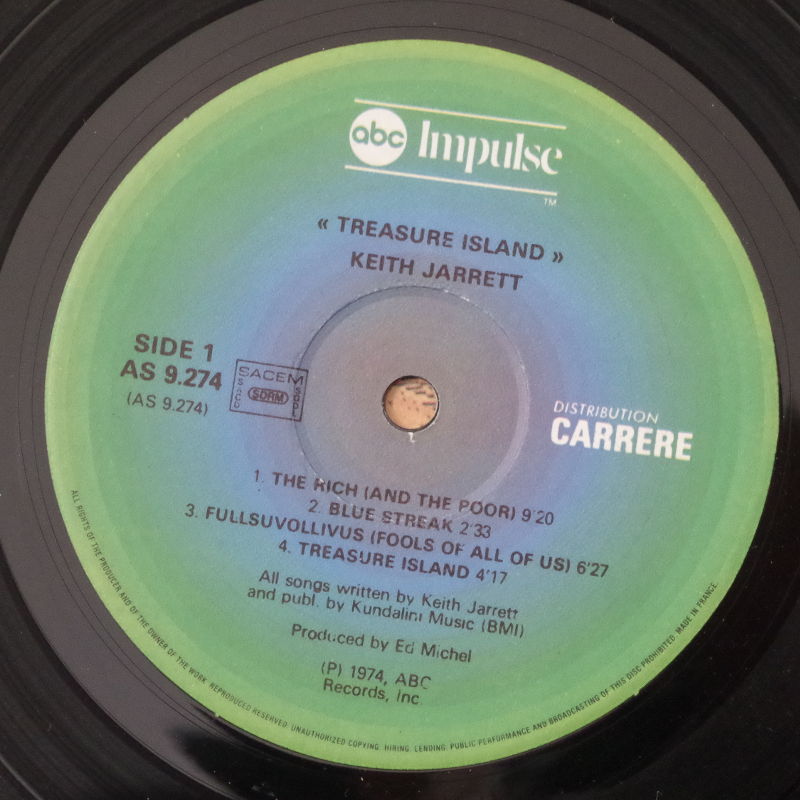 abc Impulse
TM
« TREASURE ISLAND »
KEITH JARRETT
SIDE 1
AS 9.274
(AS 9.274)
SACEM
SACD
SDRM
SGDL
DISTRIBUTION
CARRERE
1. THE RICH (AND THE POOR) 9'20
2. BLUE STREAK 2'33
3. FULLSUVOLLIVUS (FOOLS OF ALL OF US) 6'27
4. TREASURE ISLAND 4'17
All songs written by Keith Jarrett
and publ. by Kundalini Music (BMI)
Produced by Ed Michel
(P) 1974, ABC
Records, Inc.
ALL RIGHTS OF THE PRODUCER AND OF THE OWNER OF THE WORK REPRODUCED RESERVED. UNAUTHORIZED COPYING, HIRING, LENDING, PUBLIC PERFORMANCE AND BROADCASTING OF THIS DISC PROHIBITED. MADE IN FRANCE.